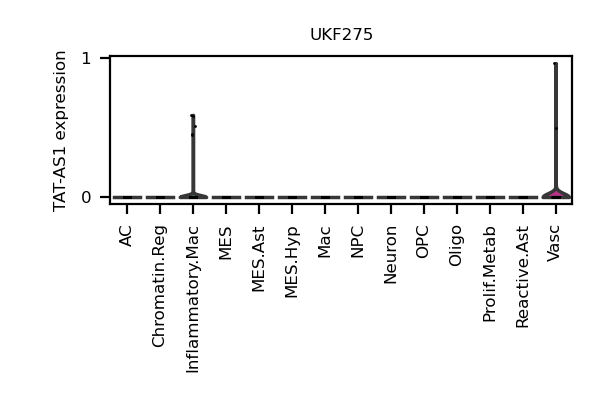 UKF275
TAT-AS1 expression
1
0
AC
Chromatin.Reg
Inflammatory.Mac
MES
MES.Ast
MES.Hyp
Mac
NPC
Neuron
OPC
Oligo
Prolif.Metab
Reactive.Ast
Vasc